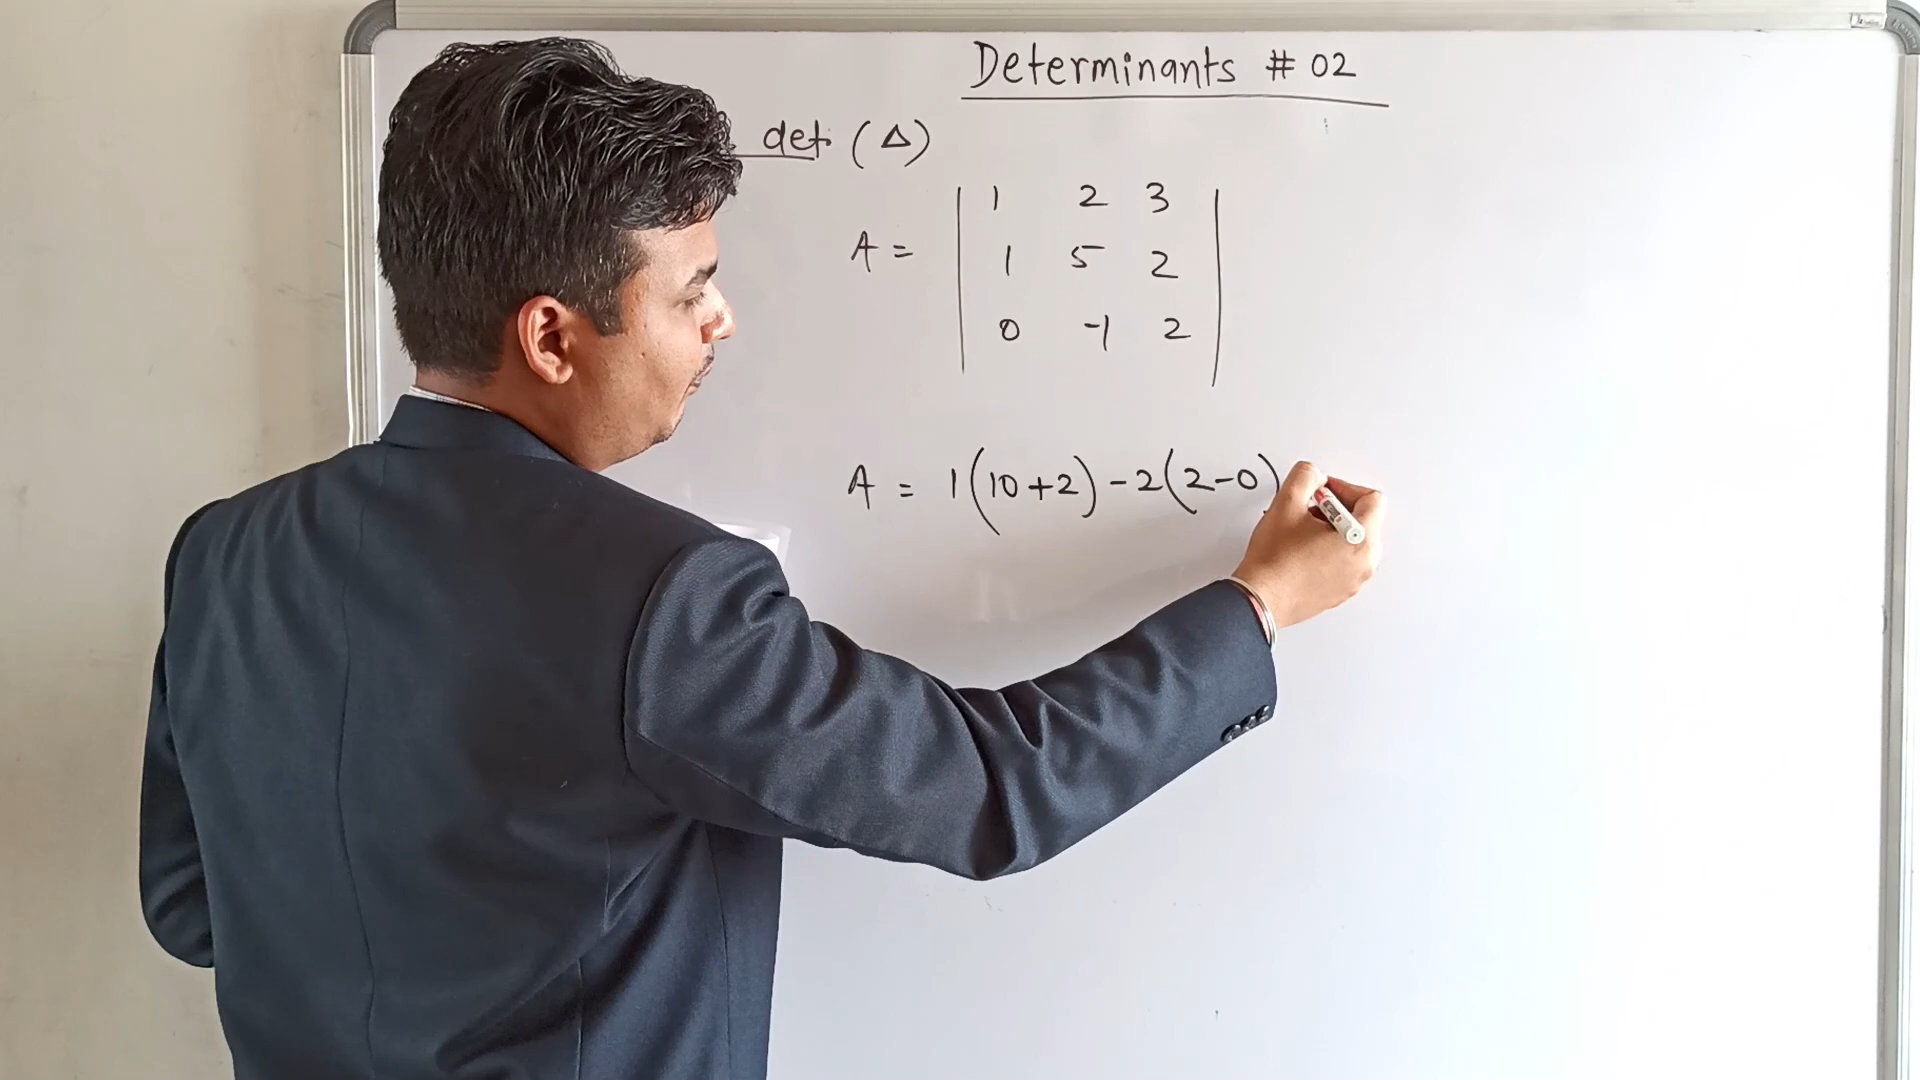 Determinants # 02
det. (Δ)
A = | 1 2 3 |
| 1 5 2 |
| 0 -1 2 |
A = 1(10+2)-2(2-0)